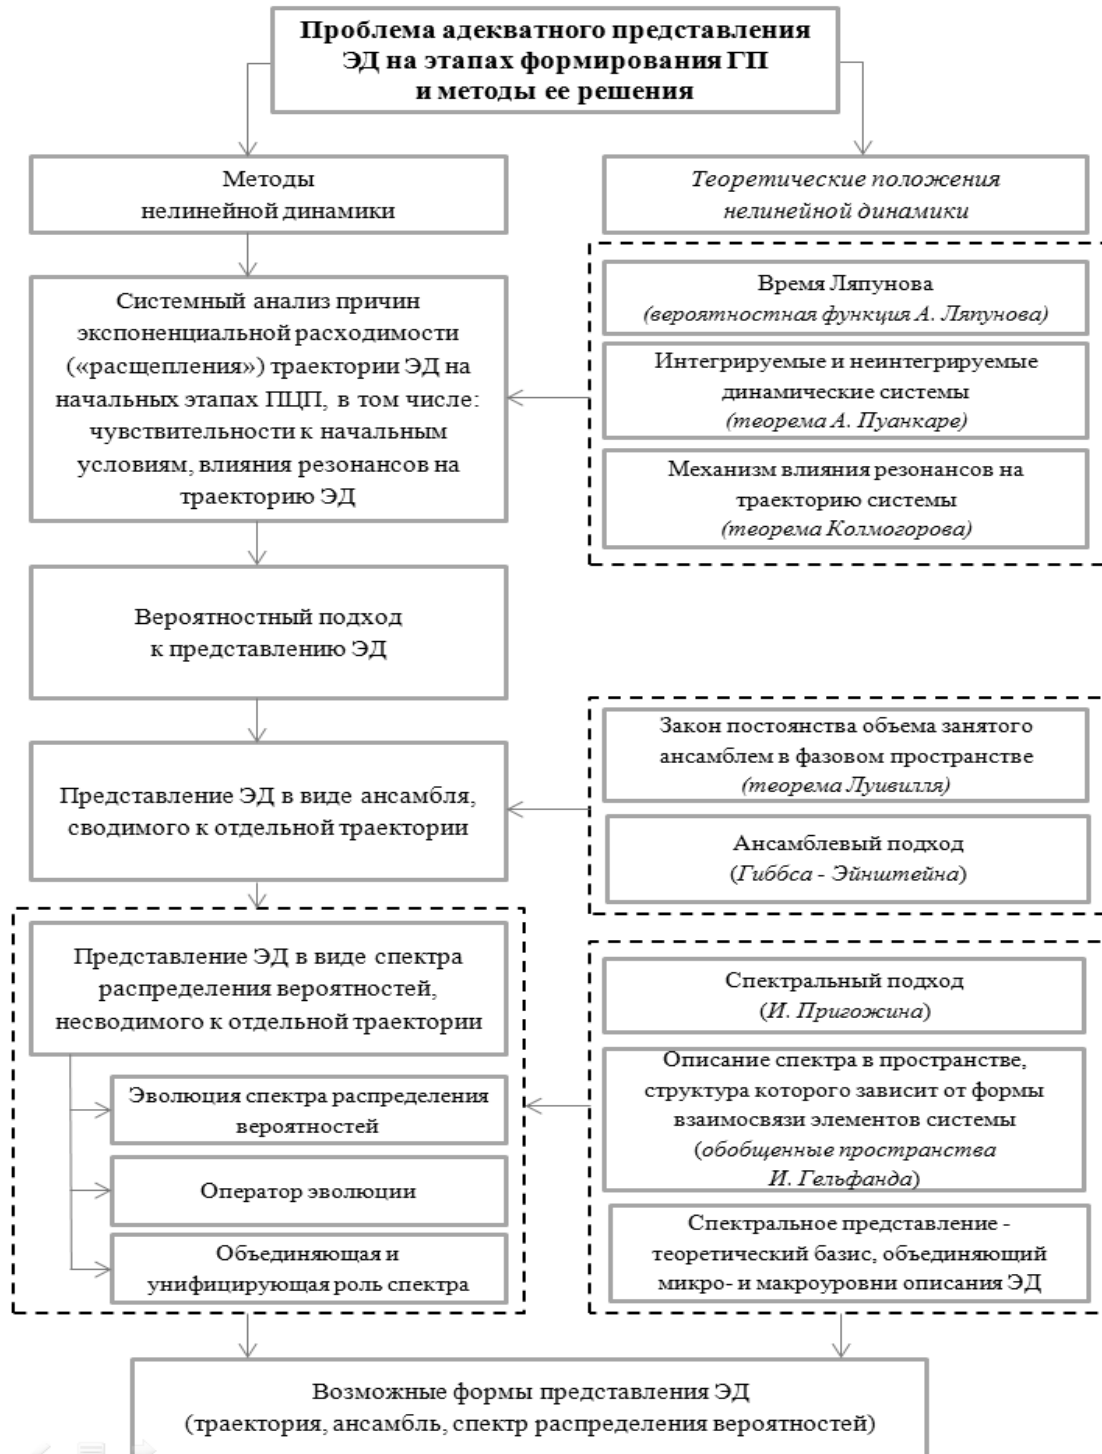 Проблема адекватного представления
ЭД на этапах формирования ГП
и методы ее решения
Методы
нелинейной динамики
Теоретические положения
нелинейной динамики
Системный анализ причин
экспоненциальной расходимости
(«расщепления») траектории ЭД на
начальных этапах ПЦП, в том числе:
чувствительности к начальным
условиям, влияния резонансов на
траекторию ЭД
Время Ляпунова
(вероятностная функция А. Ляпунова)
Интегрируемые и неинтегрируемые
динамические системы
(теорема А. Пуанкаре)
Механизм влияния резонансов на
траекторию системы
(теорема Колмогорова)
Вероятностный подход
к представлению ЭД
Представление ЭД в виде ансамбля,
сводимого к отдельной траектории
Закон постоянства объема занятого
ансамблем в фазовом пространстве
(теорема Луивилля)
Ансамблевый подход
(Гиббса - Эйнштейна)
Представление ЭД в виде спектра
распределения вероятностей,
несводимого к отдельной траектории
Эволюция спектра распределения
вероятностей
Оператор эволюции
Объединяющая и
унифицирующая роль спектра
Спектральный подход
(И. Пригожина)
Описание спектра в пространстве,
структура которого зависит от формы
взаимосвязи элементов системы
(обобщенные пространства
И. Гельфанда)
Спектральное представление -
теоретический базис, объединяющий
микро- и макроуровни описания ЭД
Возможные формы представления ЭД
(траектория, ансамбль, спектр распределения вероятностей)